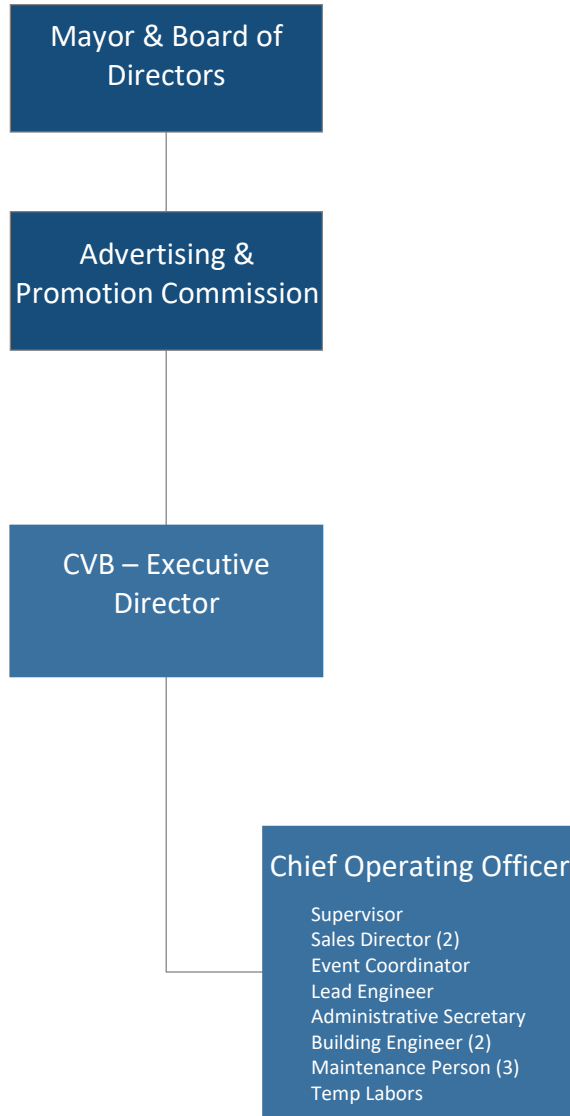 Mayor & Board of
Directors
Advertising &
Promotion Commission
CVB – Executive
Director
Chief Operating Officer
Supervisor
Sales Director (2)
Event Coordinator
Lead Engineer
Administrative Secretary
Building Engineer (2)
Maintenance Person (3)
Temp Labors